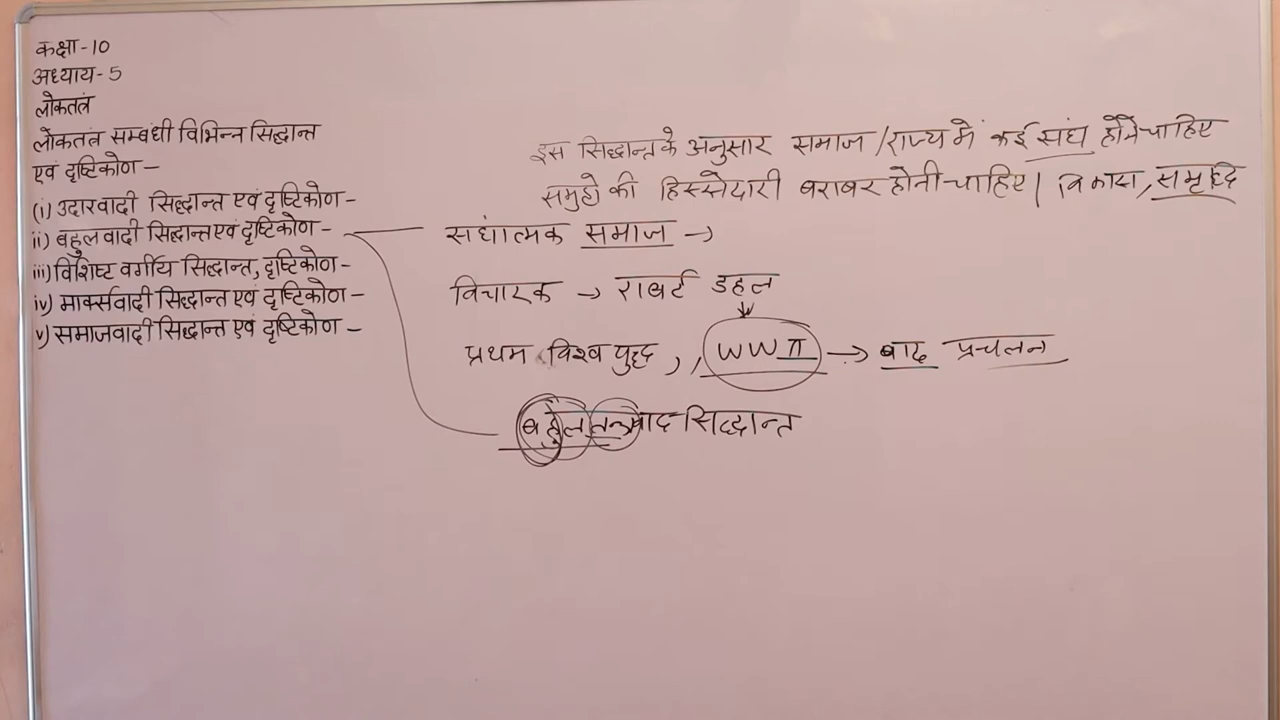 कक्षा-10
अध्याय-5
लोकतंत्र
लोकतंत्र सम्बंधी विभिन्न सिद्धान्त
एवं दृष्टिकोण –
(i) उदारवादी सिद्धान्त एवं दृष्टिकोण –
ii) बहुलवादी सिद्धान्त एवं दृष्टिकोण –
iii) विशिष्ट वर्गीय सिद्धान्त, दृष्टिकोण –
iv) मार्क्सवादी सिद्धान्त एवं दृष्टिकोण –
v) समाजवादी सिद्धान्त एवं दृष्टिकोण –
इस सिद्धान्त के अनुसार समाज/राज्य में कई संघ होने चाहिए
समुहो की हिस्सेदारी बराबर होनी चाहिए। विकास, समृद्धि
संघात्मक समाज →
विचारक → राबर्ट डहल
प्रथम विश्व युद्ध, , WW II → बाद प्रचलन
बहुलतन्त्रवाद सिद्धान्त